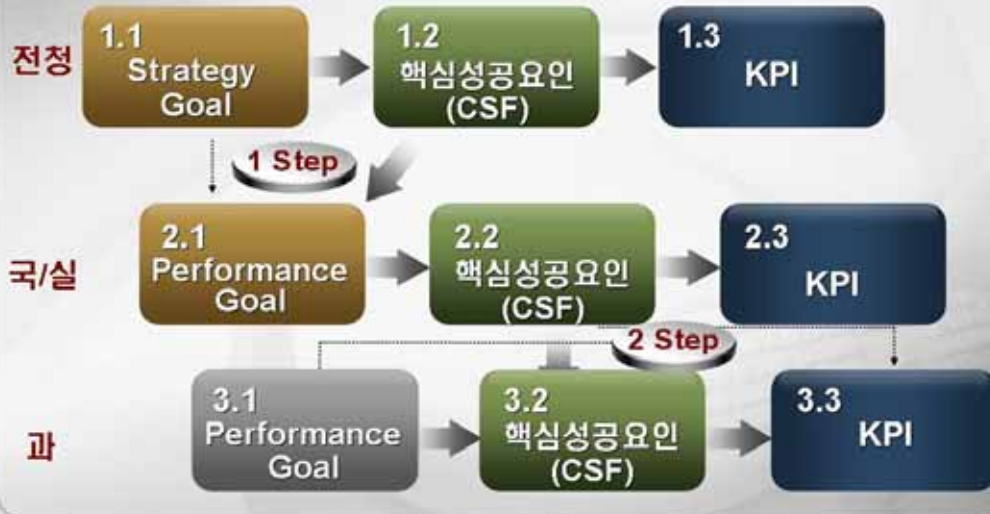 전청
1.1
Strategy
Goal
1.2
핵심성공요인
(CSF)
1.3
KPI
1 Step
국/실
2.1
Performance
Goal
2.2
핵심성공요인
(CSF)
2.3
KPI
2 Step
과
3.1
Performance
Goal
3.2
핵심성공요인
(CSF)
3.3
KPI